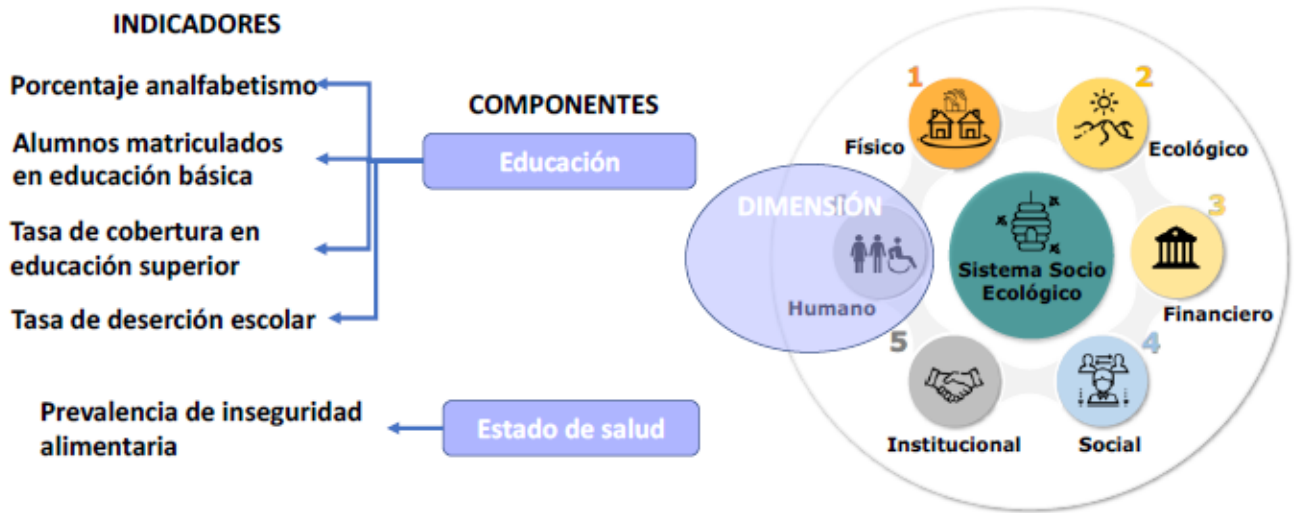 INDICADORES
Porcentaje analfabetismo
Alumnos matriculados
en educación básica
Tasa de cobertura en
educación superior
Tasa de deserción escolar
Prevalencia de inseguridad
alimentaria
COMPONENTES
Educación
Estado de salud
DIMENSIÓN
Humano
1
Físico
2
Ecológico
3
Financiero
4
Social
5
Institucional
Sistema Socio
Ecológico